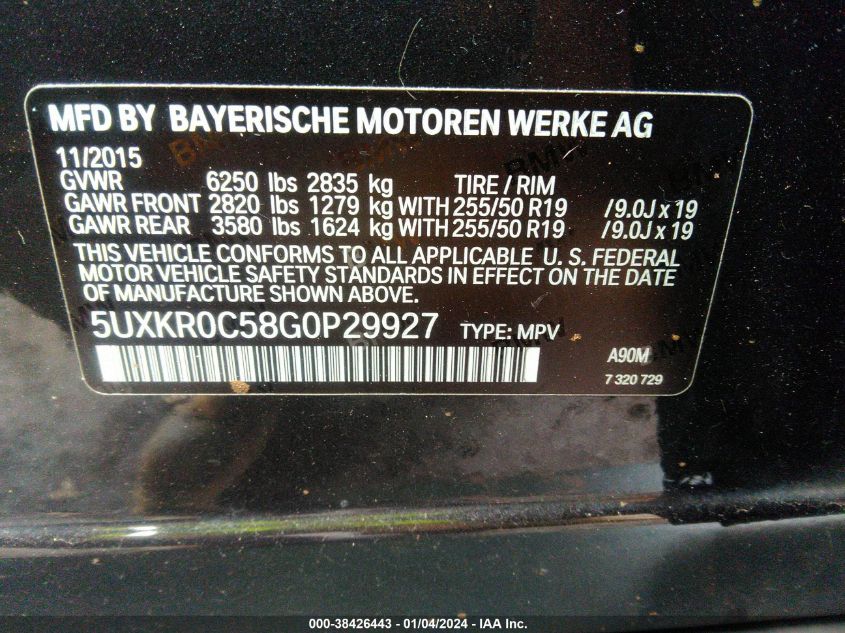 MFD BY BAYERISCHE MOTOREN WERKE AG
11/2015
GVWR 6250 lbs 2835 kg TIRE / RIM
GAWR FRONT 2820 lbs 1279 kg WITH 255/50 R19 /9.0J x 19
GAWR REAR 3580 lbs 1624 kg WITH 255/50 R19 /9.0J x 19
THIS VEHICLE CONFORMS TO ALL APPLICABLE U. S. FEDERAL
MOTOR VEHICLE SAFETY STANDARDS IN EFFECT ON THE DATE
OF MANUFACTURE SHOWN ABOVE.
5UXKR0C58G0P29927 TYPE: MPV
A90M
7 320 729
000-38426443 - 01/04/2024 - IAA Inc.